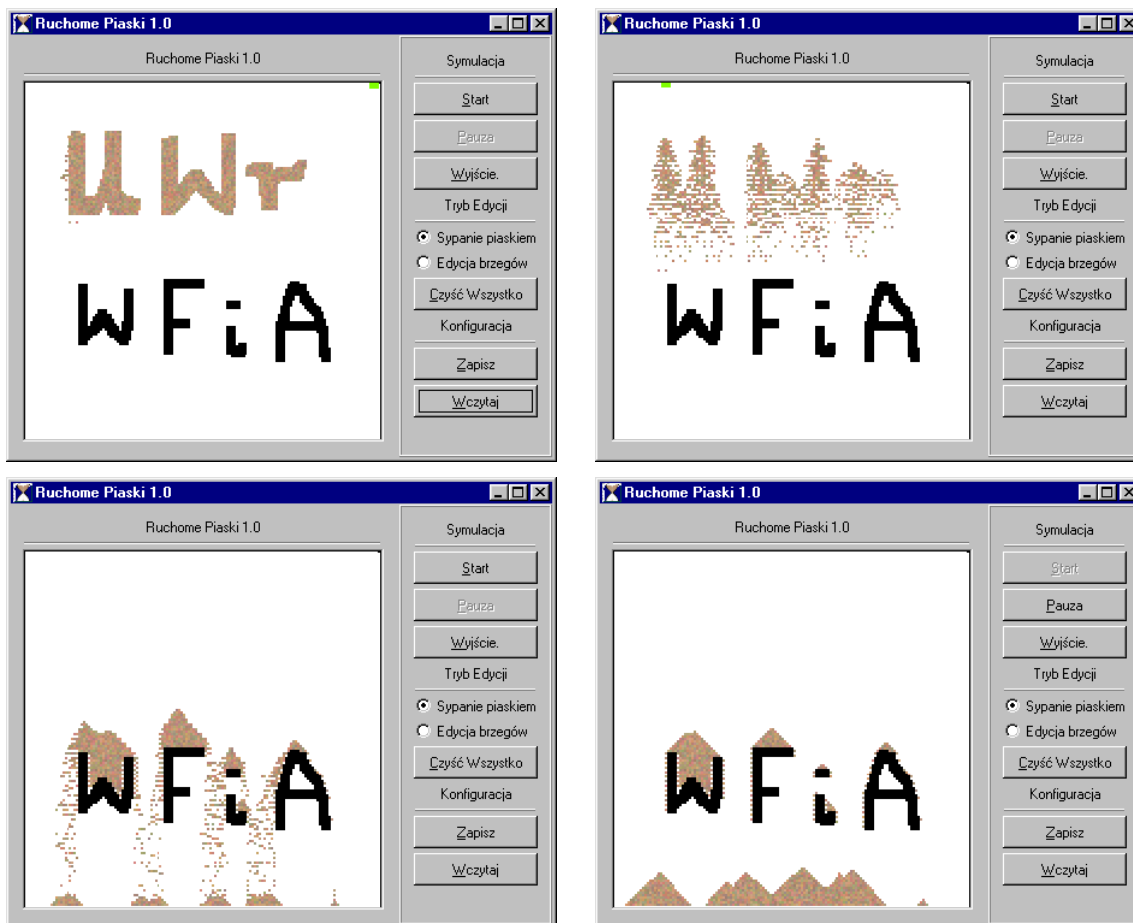 Ruchome Piaski 1.0
Ruchome Piaski 1.0
Symulacja
Start
Pauza
Wyjście.
Tryb Edycji
Sypanie piaskiem
Edycja brzegów
Czyść Wszystko
Konfiguracja
Zapisz
Wczytaj
UWr
WFiA
Ruchome Piaski 1.0
Ruchome Piaski 1.0
Symulacja
Start
Pauza
Wyjście.
Tryb Edycji
Sypanie piaskiem
Edycja brzegów
Czyść Wszystko
Konfiguracja
Zapisz
Wczytaj
WFiA
Ruchome Piaski 1.0
Ruchome Piaski 1.0
Symulacja
Start
Pauza
Wyjście.
Tryb Edycji
Sypanie piaskiem
Edycja brzegów
Czyść Wszystko
Konfiguracja
Zapisz
Wczytaj
WFiA
Ruchome Piaski 1.0
Ruchome Piaski 1.0
Symulacja
Start
Pauza
Wyjście.
Tryb Edycji
Sypanie piaskiem
Edycja brzegów
Czyść Wszystko
Konfiguracja
Zapisz
Wczytaj
WFiA